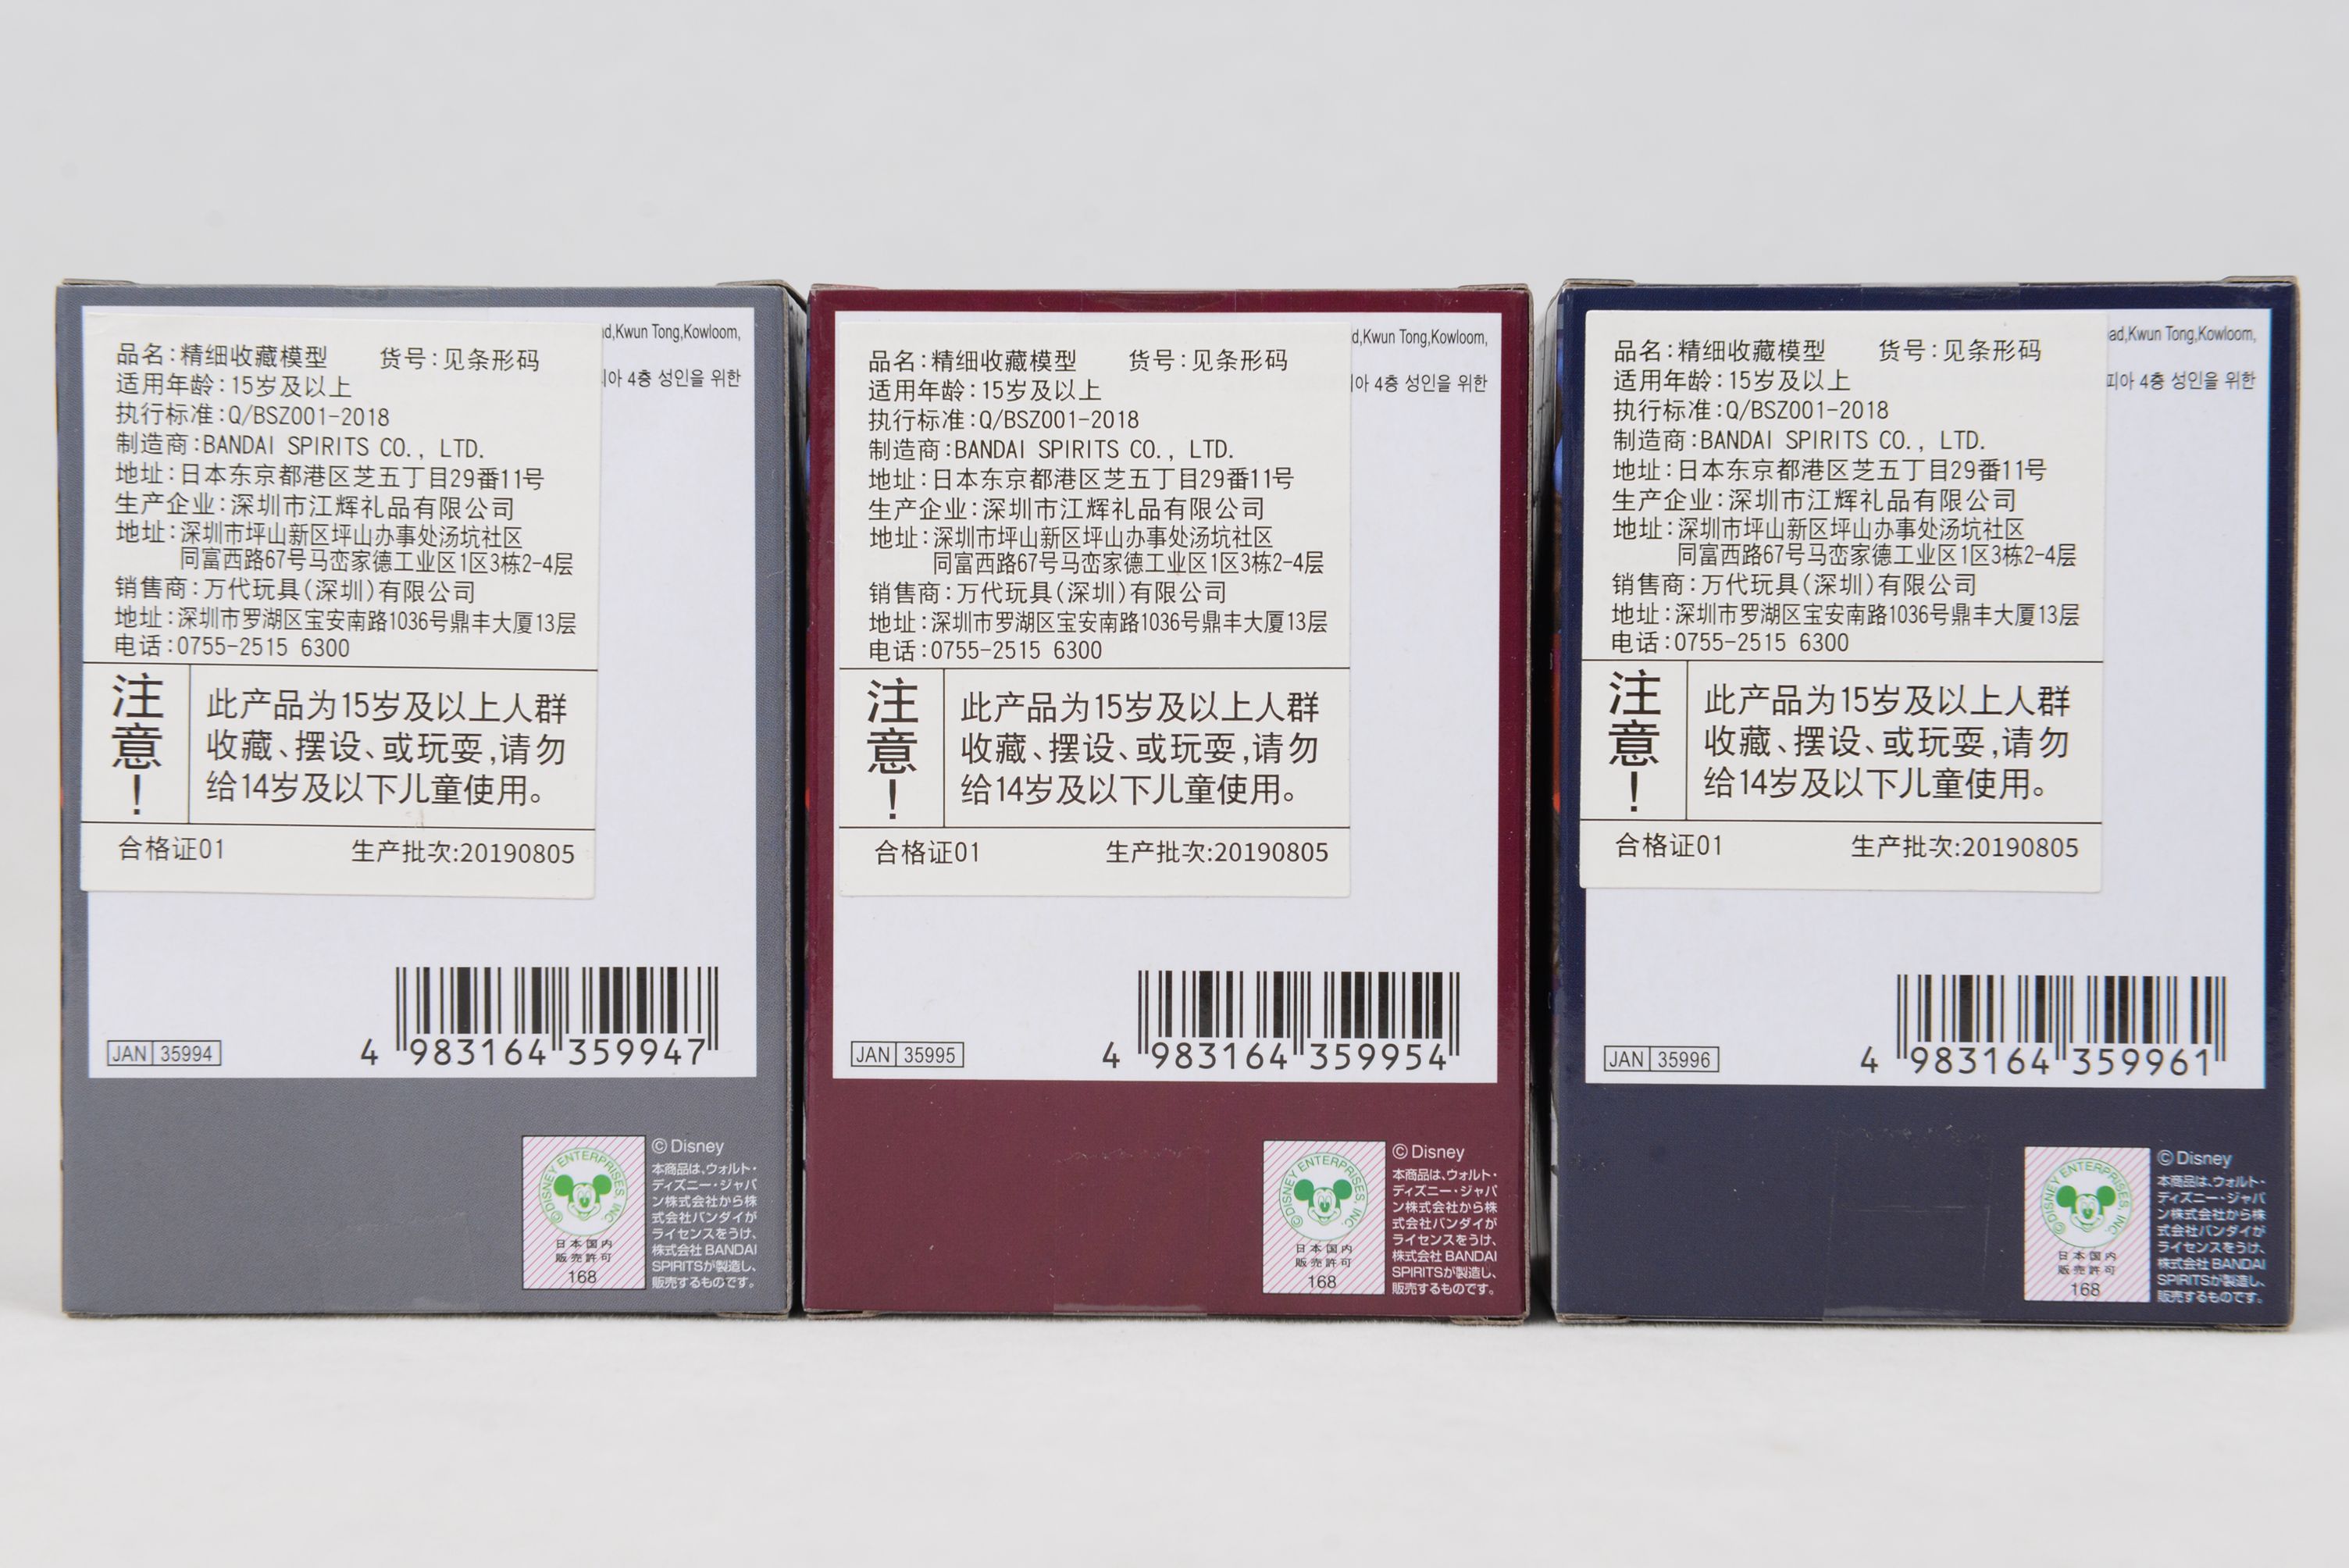 品名:精细收藏模型 货号:见条形码
适用年龄:15岁及以上
执行标准:Q/BSZ001-2018
制造商:BANDAI SPIRITS CO., LTD.
地址:日本东京都港区芝五丁目29番11号
生产企业:深圳市江辉礼品有限公司
地址:深圳市坪山新区坪山办事处汤坑社区
同富西路67号马峦家德工业区1区3栋2-4层
销售商:万代玩具(深圳)有限公司
地址:深圳市罗湖区宝安南路1036号鼎丰大厦13层
电话:0755-2515 6300
注意!
此产品为15岁及以上人群
收藏、摆设、或玩耍,请勿
给14岁及以下儿童使用。
合格证01 生产批次:20190805
,Kwun Tong,Kowloom,
4층 성인을 위한
JAN 35994
4 983164 359947
©DISNEY ENTERPRISES, INC.
日本国内
販売許可
168
©Disney
本商品は、ウォルト・
ディズニー・ジャパ
ン株式会社から株
式会社バンダイが
ライセンスをうけ、
株式会社BANDAI
SPIRITSが製造し、
販売するものです。
品名:精细收藏模型 货号:见条形码
适用年龄:15岁及以上
执行标准:Q/BSZ001-2018
制造商:BANDAI SPIRITS CO., LTD.
地址:日本东京都港区芝五丁目29番11号
生产企业:深圳市江辉礼品有限公司
地址:深圳市坪山新区坪山办事处汤坑社区
同富西路67号马峦家德工业区1区3栋2-4层
销售商:万代玩具(深圳)有限公司
地址:深圳市罗湖区宝安南路1036号鼎丰大厦13层
电话:0755-2515 6300
注意!
此产品为15岁及以上人群
收藏、摆设、或玩耍,请勿
给14岁及以下儿童使用。
合格证01 生产批次:20190805
,Kwun Tong,Kowloom,
4층 성인을 위한
JAN 35995
4 983164 359954
©DISNEY ENTERPRISES, INC.
日本国内
販売許可
168
©Disney
本商品は、ウォルト・
ディズニー・ジャパ
ン株式会社から株
式会社バンダイが
ライセンスをうけ、
株式会社BANDAI
SPIRITSが製造し、
販売するものです。
品名:精细收藏模型 货号:见条形码
适用年龄:15岁及以上
执行标准:Q/BSZ001-2018
制造商:BANDAI SPIRITS CO., LTD.
地址:日本东京都港区芝五丁目29番11号
生产企业:深圳市江辉礼品有限公司
地址:深圳市坪山新区坪山办事处汤坑社区
同富西路67号马峦家德工业区1区3栋2-4层
销售商:万代玩具(深圳)有限公司
地址:深圳市罗湖区宝安南路1036号鼎丰大厦13层
电话:0755-2515 6300
注意!
此产品为15岁及以上人群
收藏、摆设、或玩耍,请勿
给14岁及以下儿童使用。
合格证01 生产批次:20190805
ad,Kwun Tong,Kowloom,
피아 4층 성인을 위한
JAN 35996
4 983164 359961
©DISNEY ENTERPRISES, INC.
日本国内
販売許可
168
©Disney
本商品は、ウォルト・
ディズニー・ジャパ
ン株式会社から株
式会社バンダイが
ライセンスをうけ、
株式会社BANDAI
SPIRITSが製造し、
販売するものです。